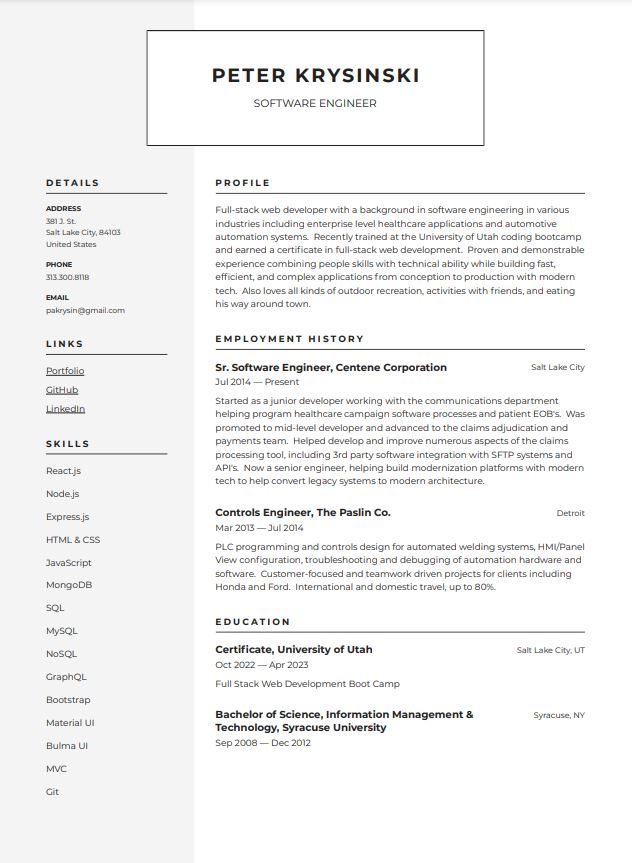 PETER KRYSINSKI
SOFTWARE ENGINEER
DETAILS
ADDRESS
381 J. St.
Salt Lake City, 84103
United States
PHONE
313.300.8118
EMAIL
pakrysin@gmail.com
LINKS
Portfolio
GitHub
LinkedIn
SKILLS
React.js
Node.js
Express.js
HTML & CSS
JavaScript
MongoDB
SQL
MySQL
NoSQL
GraphQL
Bootstrap
Material UI
Bulma UI
MVC
Git
PROFILE
Full-stack web developer with a background in software engineering in various
industries including enterprise level healthcare applications and automotive
automation systems.  Recently trained at the University of Utah coding bootcamp
and earned a certificate in full-stack web development.  Proven and demonstrable
experience combining people skills with technical ability while building fast,
efficient, and complex applications from conception to production with modern
tech.  Also loves all kinds of outdoor recreation, activities with friends, and eating
his way around town.
EMPLOYMENT HISTORY
Sr. Software Engineer, Centene Corporation Salt Lake City
Jul 2014 — Present
Started as a junior developer working with the communications department
helping program healthcare campaign software processes and patient EOB's.  Was
promoted to mid-level developer and advanced to the claims adjudication and
payments team.  Helped develop and improve numerous aspects of the claims
processing tool, including 3rd party software integration with SFTP systems and
API's.  Now a senior engineer, helping build modernization platforms with modern
tech to help convert legacy systems to modern architecture.
Controls Engineer, The Paslin Co. Detroit
Mar 2013 — Jul 2014
PLC programming and controls design for automated welding systems, HMI/Panel
View configuration, troubleshooting and debugging of automation hardware and
software.  Customer-focused and teamwork driven projects for clients including
Honda and Ford.  International and domestic travel, up to 80%.
EDUCATION
Certificate, University of Utah Salt Lake City, UT
Oct 2022 — Apr 2023
Full Stack Web Development Boot Camp
Bachelor of Science, Information Management & Syracuse, NY
Technology, Syracuse University
Sep 2008 — Dec 2012